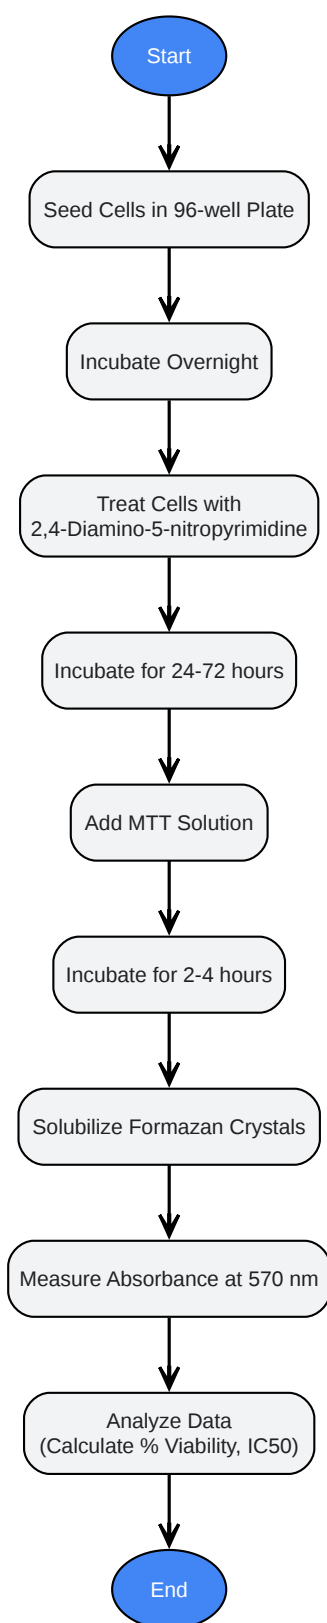 Start
Seed Cells in 96-well Plate
Incubate Overnight
Treat Cells with
2,4-Diamino-5-nitropyrimidine
Incubate for 24-72 hours
Add MTT Solution
Incubate for 2-4 hours
Solubilize Formazan Crystals
Measure Absorbance at 570 nm
Analyze Data
(Calculate % Viability, IC50)
End